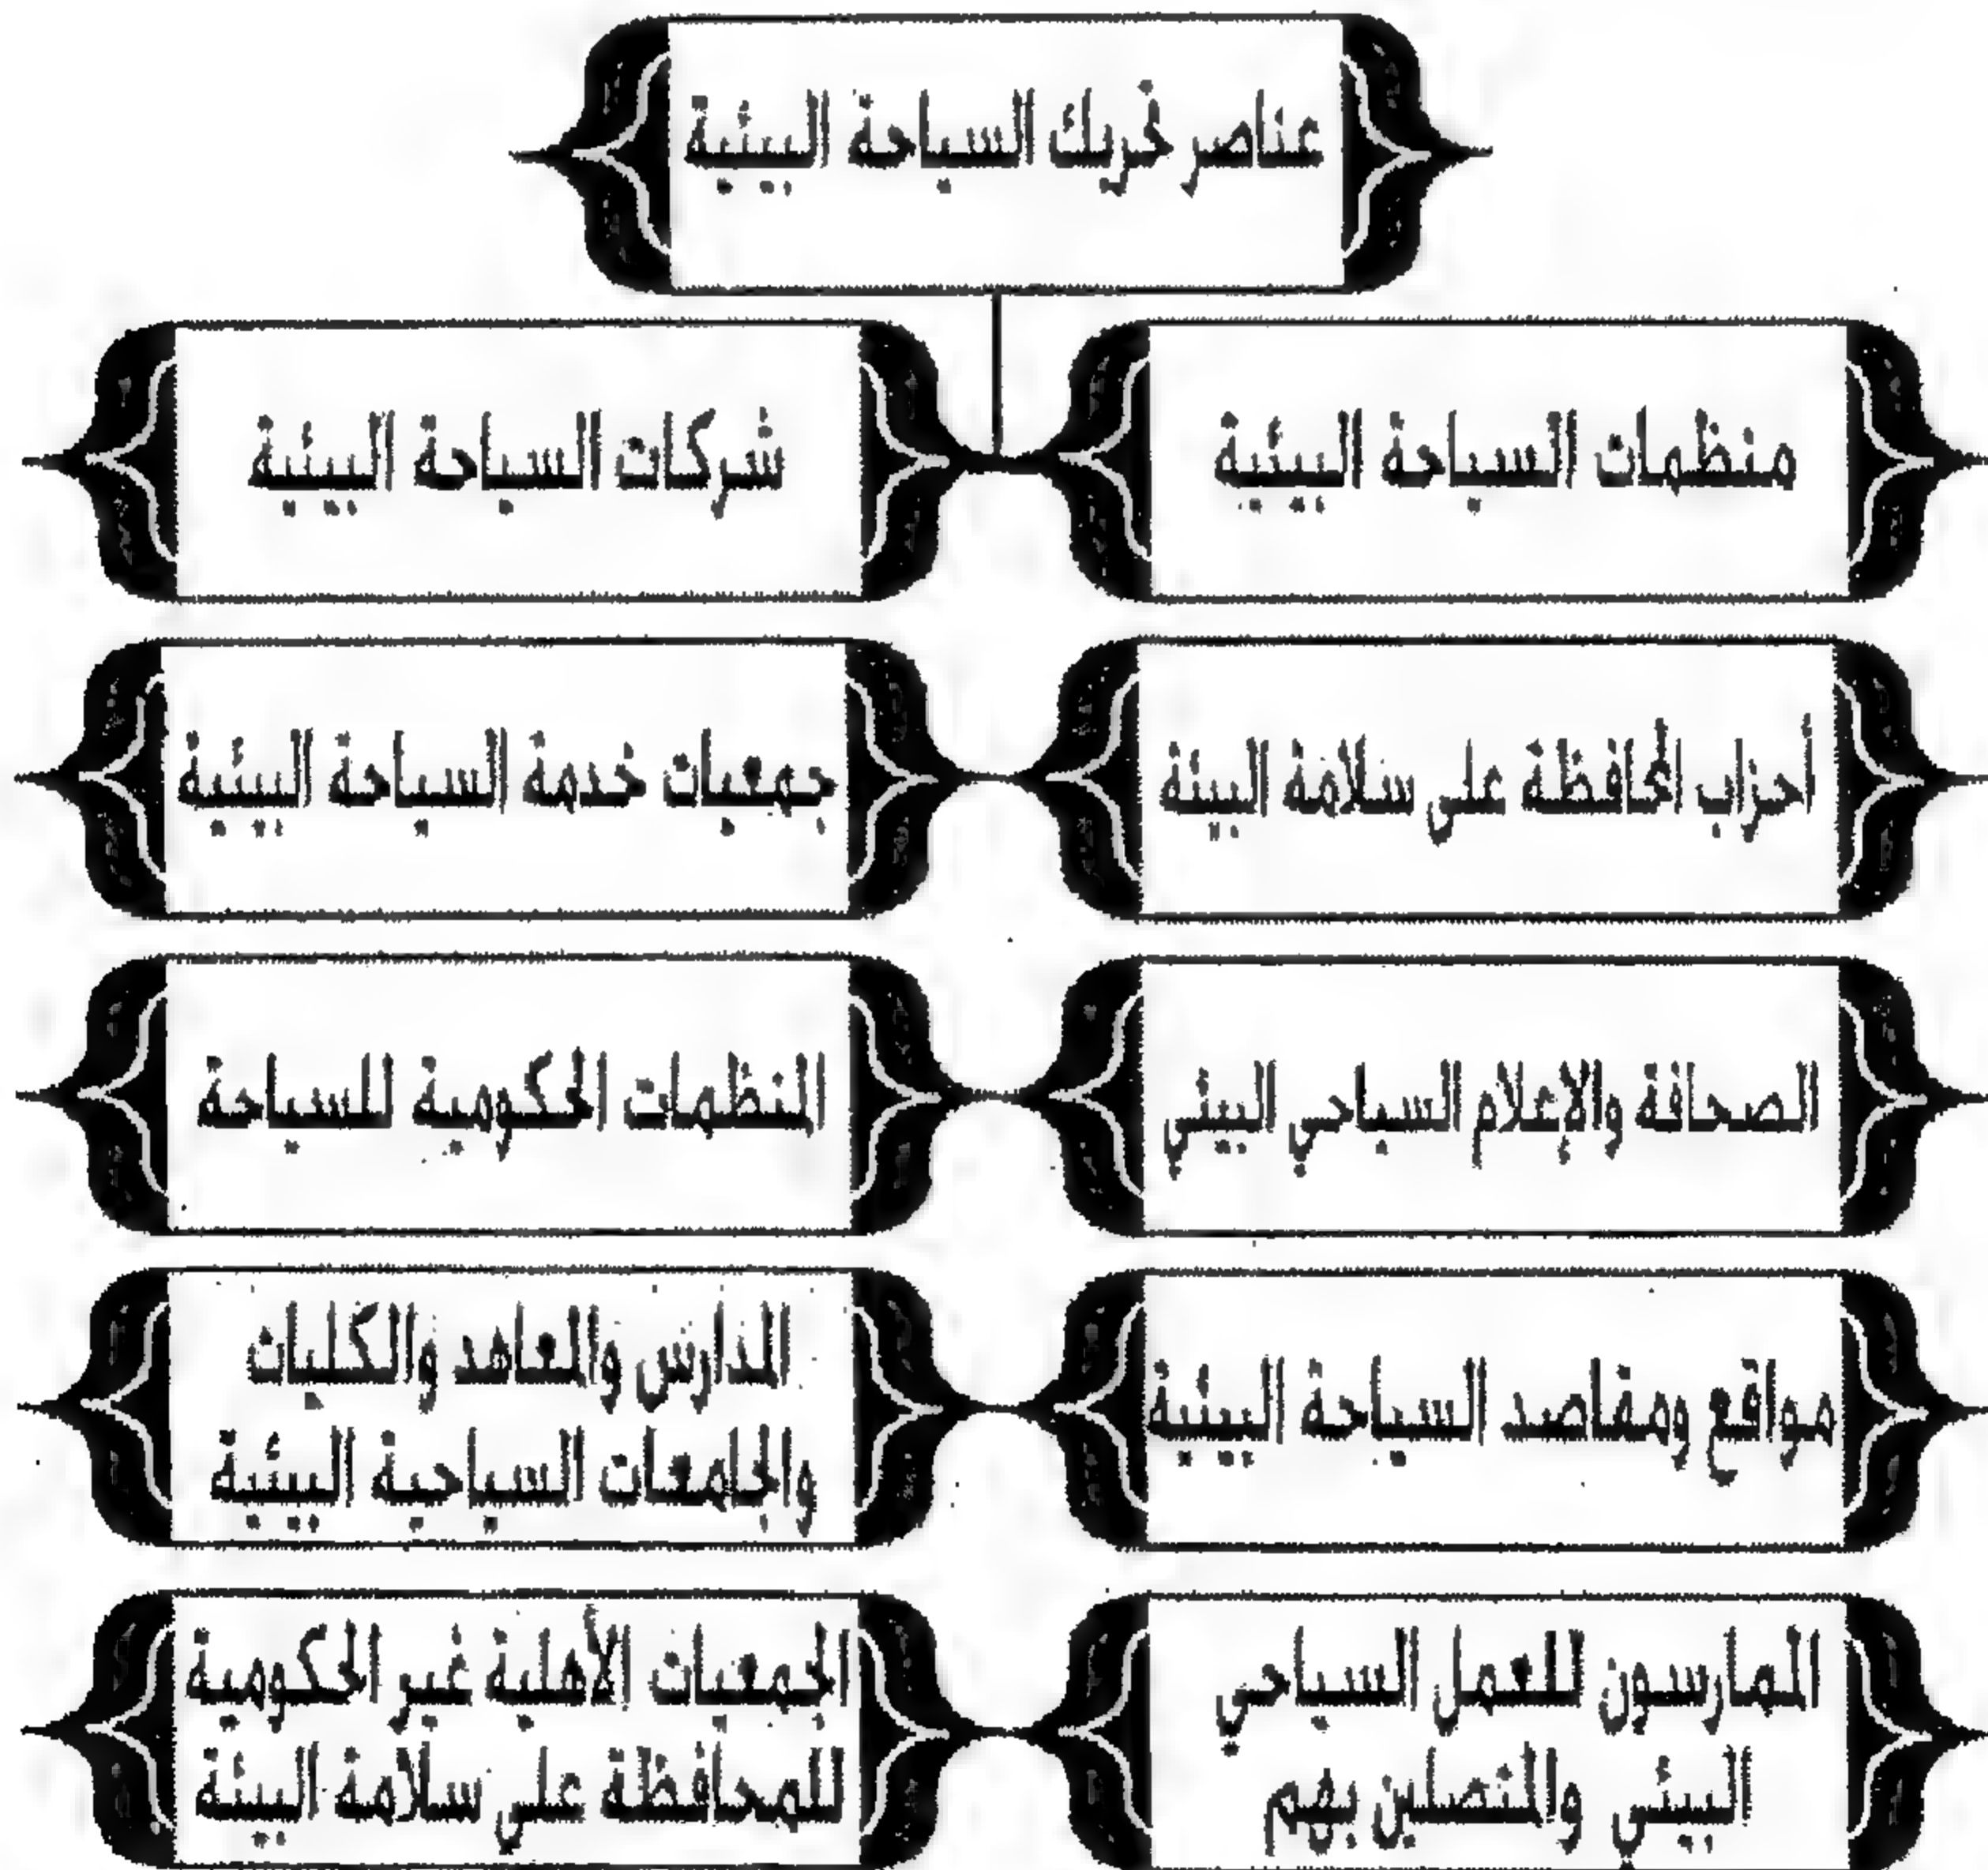 عناصر تحريك السياحة البيئية
منظمات السياحة البيئية
شركات السياحة البيئية
أحزاب المحافظة على سلامة البيئة
جمعيات خدمة السياحة البيئية
الصحافة والإعلام السياحي البيئي
المنظمات الحكومية للسياحة
مواقع ومقاصد السياحة البيئية
المدارس والمعاهد والكليات
والجامعات السياحية البيئية
الممارسون للعمل السياحي
البيئي والمتصلين بهم
الجمعيات الأهلية غير الحكومية
للمحافظة على سلامة البيئة